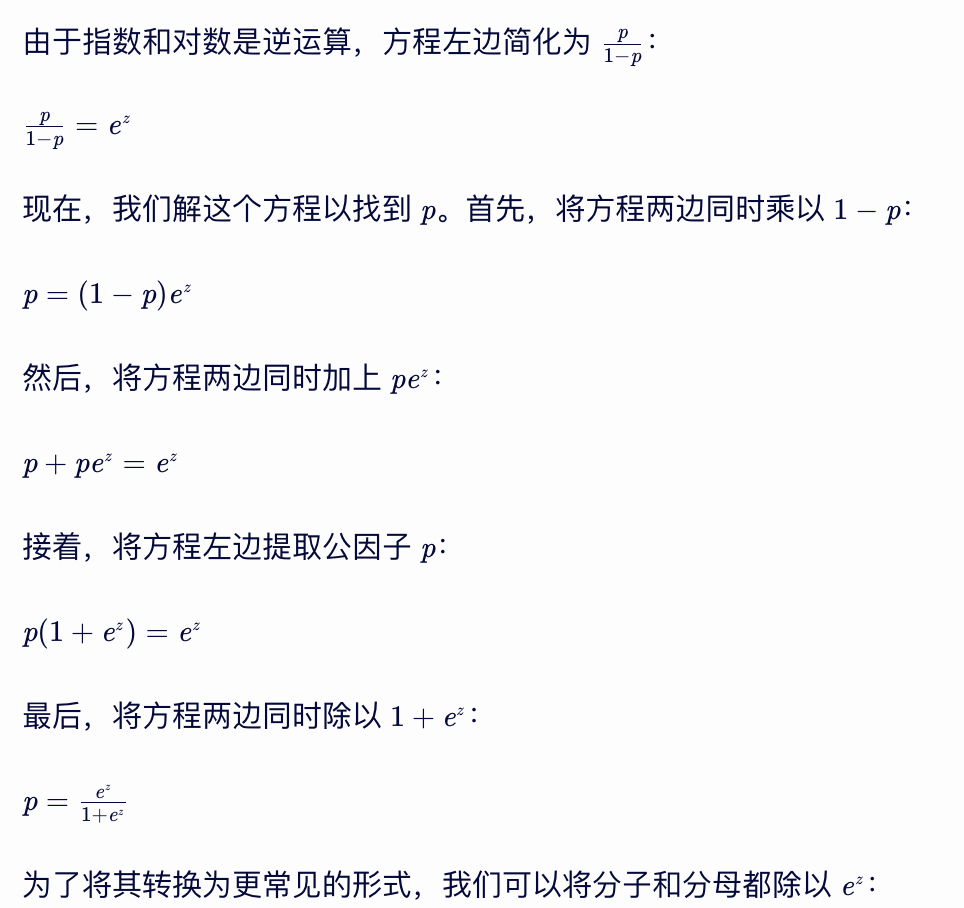 由于指数和对数是逆运算，方程左边简化为 $\frac{p}{1-p}$：
$\frac{p}{1-p} = e^z$
现在，我们解这个方程以找到 $p$。首先，将方程两边同时乘以 $1-p$：
$p = (1-p)e^z$
然后，将方程两边同时加上 $pe^z$：
$p + pe^z = e^z$
接着，将方程左边提取公因子 $p$：
$p(1+e^z) = e^z$
最后，将方程两边同时除以 $1+e^z$：
$p = \frac{e^z}{1+e^z}$
为了将其转换为更常见的形式，我们可以将分子和分母都除以 $e^z$：